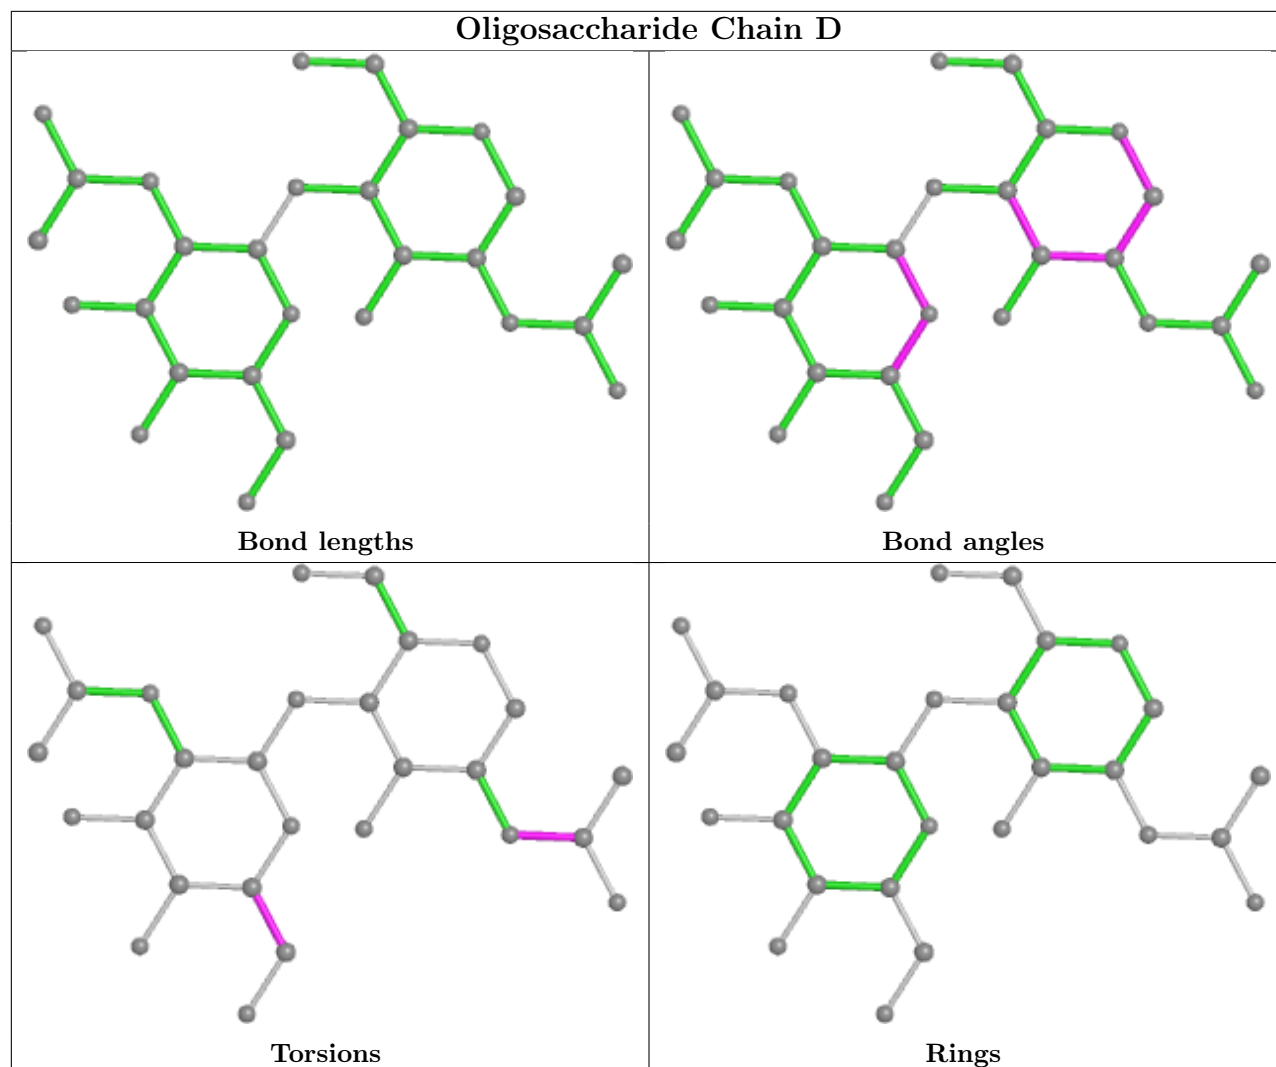 Oligosaccharide Chain D
Bond lengths
Bond angles
Torsions
Rings